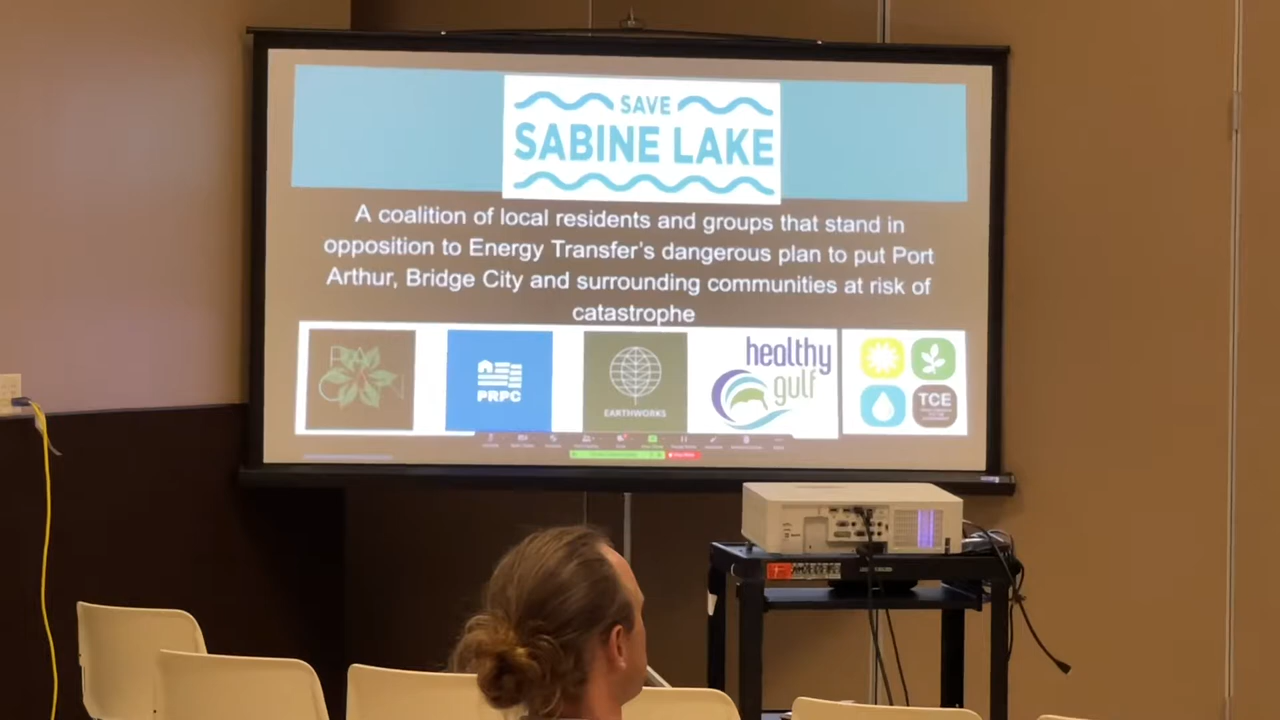 SAVE
SABINE LAKE
A coalition of local residents and groups that stand in
opposition to Energy Transfer's dangerous plan to put Port
Arthur, Bridge City and surrounding communities at risk of
catastrophe
PRPC
EARTHWORKS
healthy
gulf
TCE